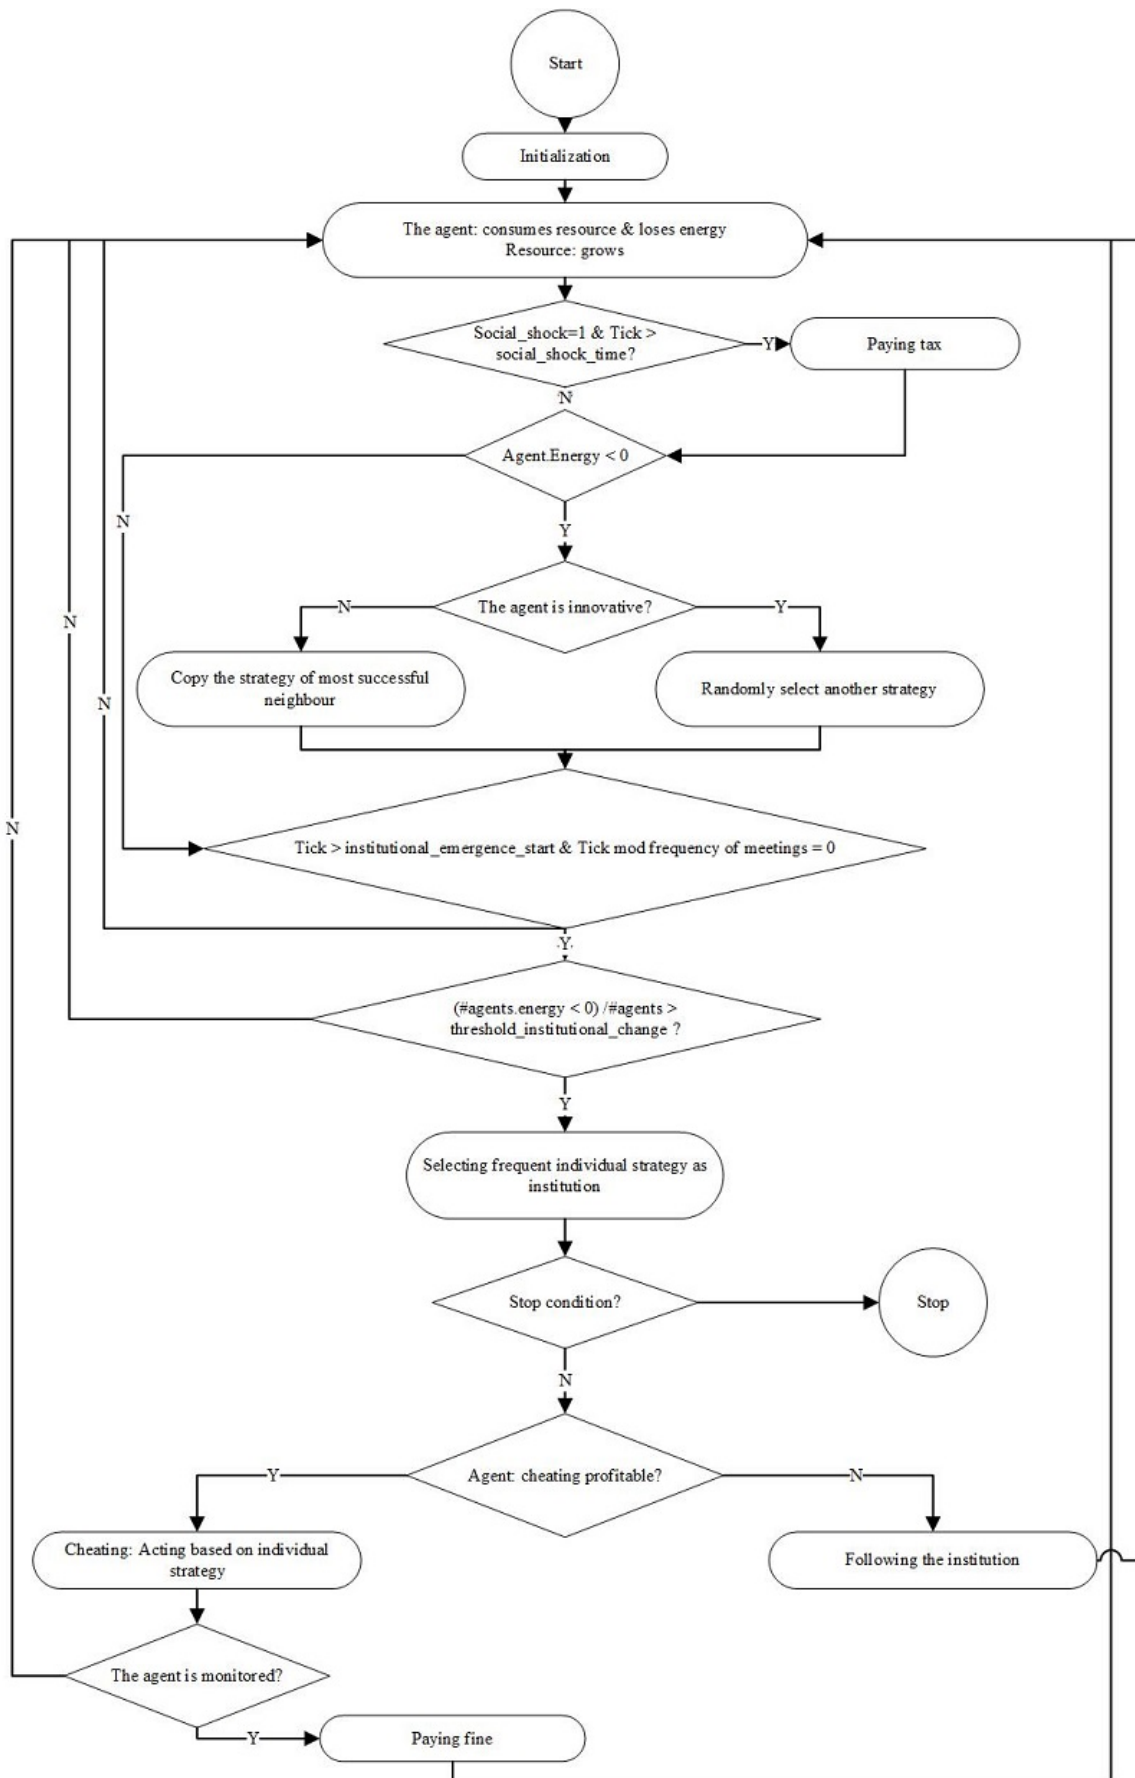 Start
Initialization
The agent: consumes resource & loses energy
Resource: grows
Social_shock=1 & Tick >
social_shock_time?
Y
Paying tax
N
Agent.Energy < 0
N
Y
The agent is innovative?
N
Y
N
Copy the strategy of most successful
neighbour
Randomly select another strategy
N
N
Tick > institutional_emergence_start & Tick mod frequency of meetings = 0
Y
(#agents.energy < 0) /#agents >
threshold_institutional_change ?
Y
Selecting frequent individual strategy as
institution
Stop condition?
Stop
N
Agent: cheating profitable?
Y
N
Cheating: Acting based on individual
strategy
Following the institution
The agent is monitored?
Y
Paying fine